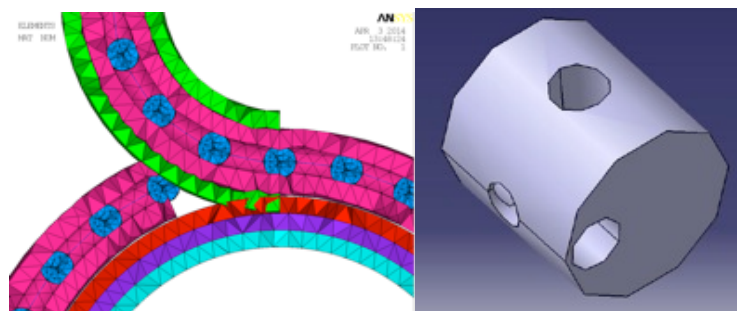 ELEMENTS
MAT NUM
AN
APR 3 2014
PLOT NO. 1